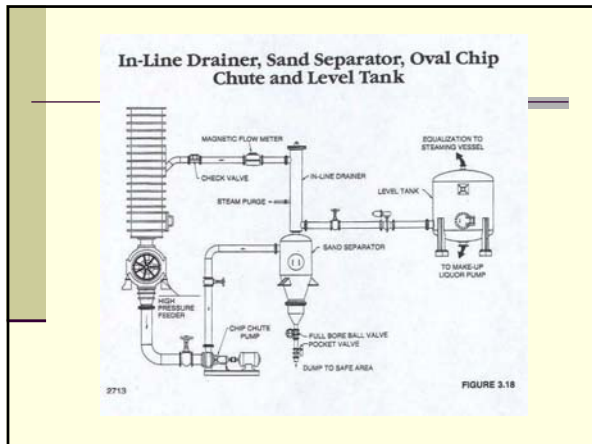 In-Line Drainer, Sand Separator, Oval Chip
Chute and Level Tank
MAGNETIC FLOW METER
EQUALIZATION TO
STEAMING VESSEL
CHECK VALVE
IN-LINE DRAINER
LEVEL TANK
STEAM PURGE
SAND SEPARATOR
TO MAKE-UP
LIQUOR PUMP
HIGH
PRESSURE
FEEDER
CHIP CHUTE
PUMP
FULL BORE BALL VALVE
POCKET VALVE
DUMP TO SAFE AREA
2713
FIGURE 3.18